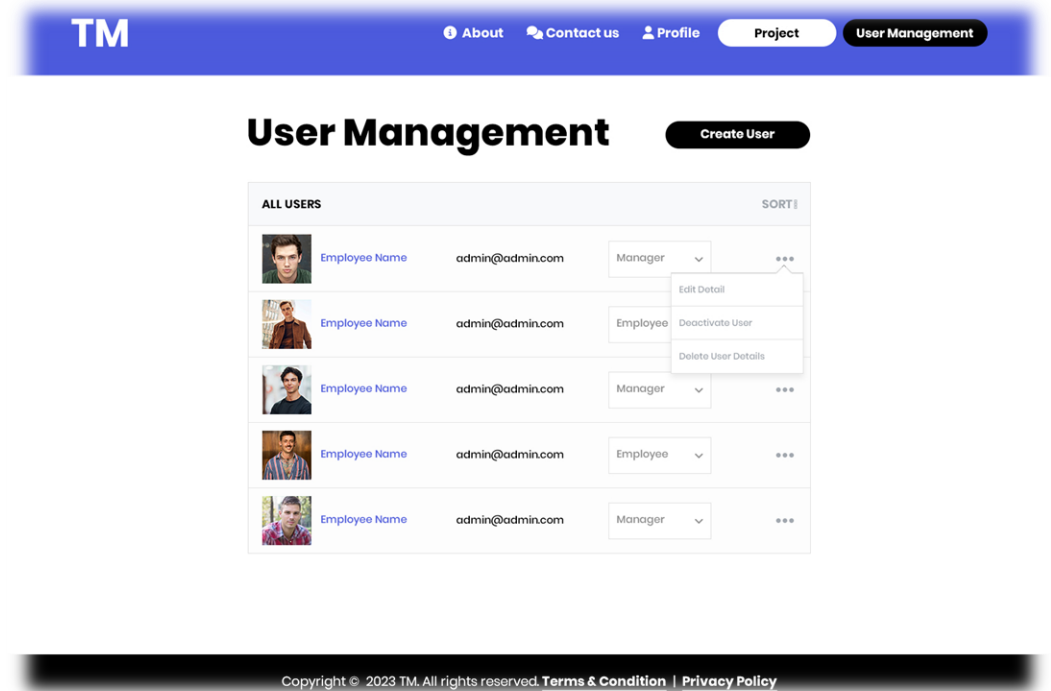 TM
About Contact us Profile Project User Management
User Management Create User
ALL USERS SORT
Employee Name admin@admin.com Manager
Edit Detail
Employee Name admin@admin.com Employee
Deactivate User
Delete User Details
Employee Name admin@admin.com Manager
Employee Name admin@admin.com Employee
Employee Name admin@admin.com Manager
Copyright © 2023 TM. All rights reserved. Terms & Condition | Privacy Policy